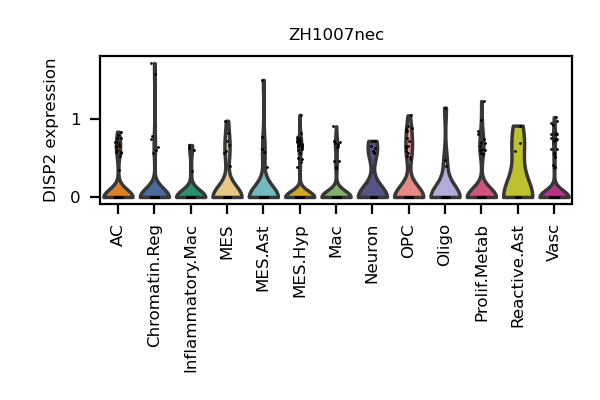 ZH1007nec
DISP2 expression
1
0
AC
Chromatin.Reg
Inflammatory.Mac
MES
MES.Ast
MES.Hyp
Mac
Neuron
OPC
Oligo
Prolif.Metab
Reactive.Ast
Vasc